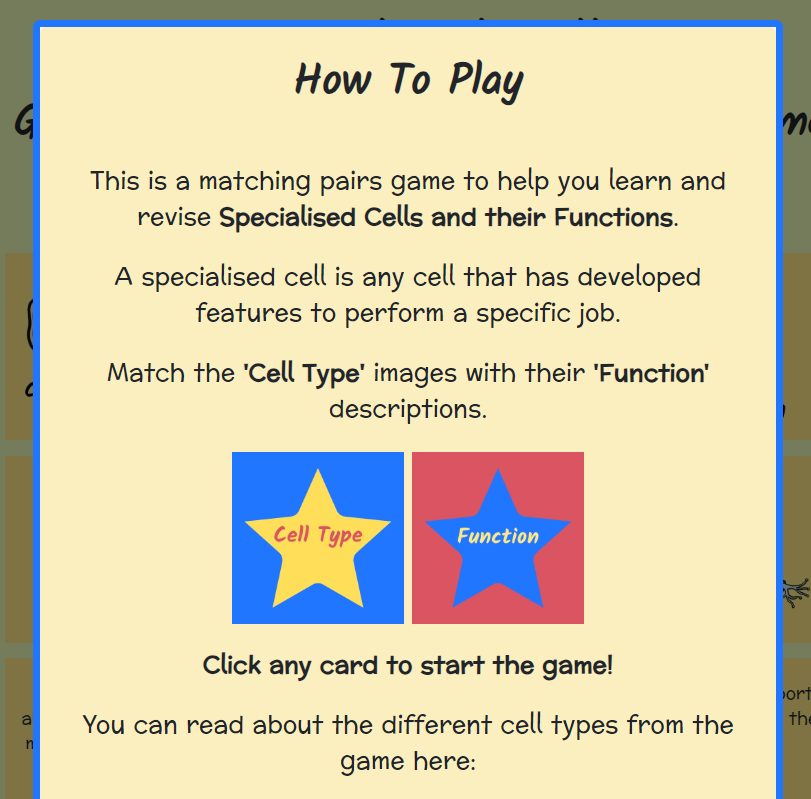 How To Play
This is a matching pairs game to help you learn and
revise Specialised Cells and their Functions.
A specialised cell is any cell that has developed
features to perform a specific job.
Match the 'Cell Type' images with their 'Function'
descriptions.
Cell Type
Function
Click any card to start the game!
You can read about the different cell types from the
game here: